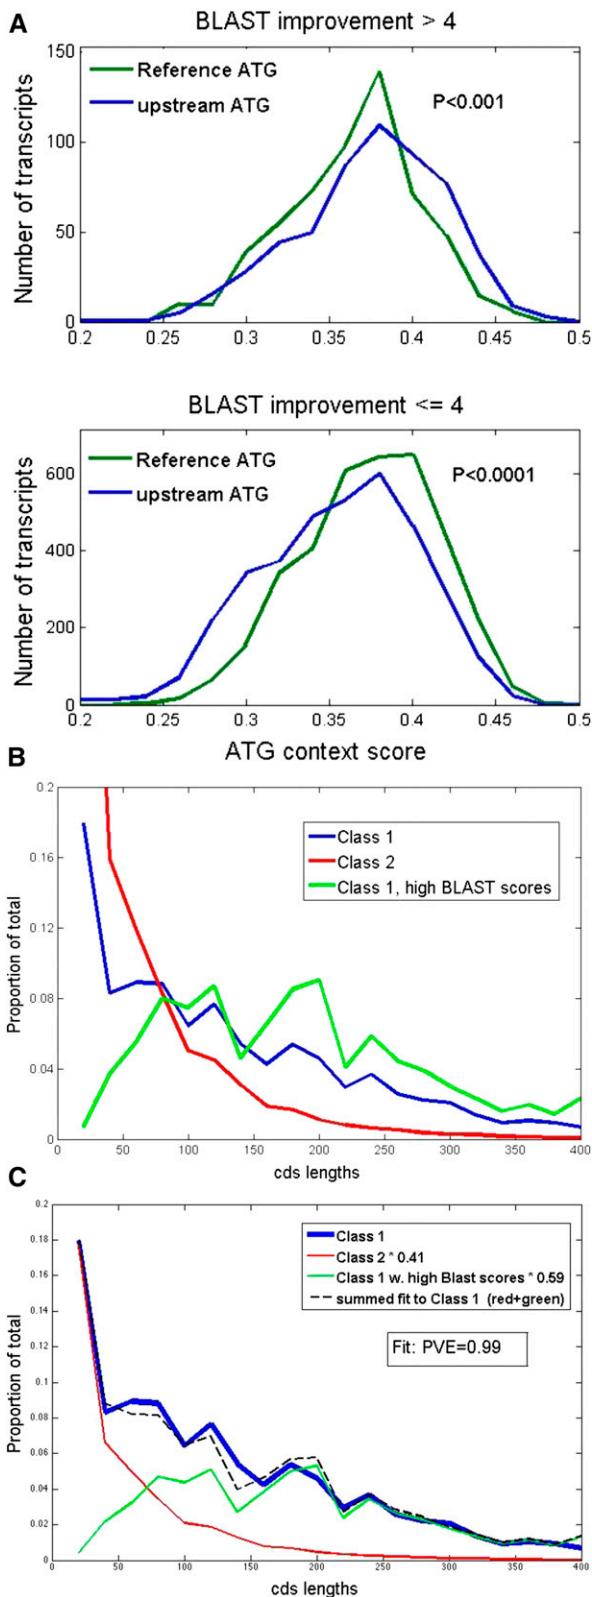 A
BLAST improvement > 4
Number of transcripts
150
100
50
0
Reference ATG
upstream ATG
P<0.001
0.2 0.25 0.3 0.35 0.4 0.45 0.5
BLAST improvement <= 4
Number of transcripts
600
400
200
0
Reference ATG
upstream ATG
P<0.0001
0.2 0.25 0.3 0.35 0.4 0.45 0.5
ATG context score
B
Proportion of total
0.2
0.16
0.12
0.08
0.04
0
Class 1
Class 2
Class 1, high BLAST scores
0 50 100 150 200 250 300 350 400
cds lengths
C
Proportion of total
0.2
0.18
0.16
0.14
0.12
0.1
0.08
0.06
0.04
0.02
0
Class 1
Class 2 * 0.41
Class 1 w. high Blast scores * 0.59
summed fit to Class 1 (red+green)
Fit: PVE=0.99
0 50 100 150 200 250 300 350 400
cds lengths